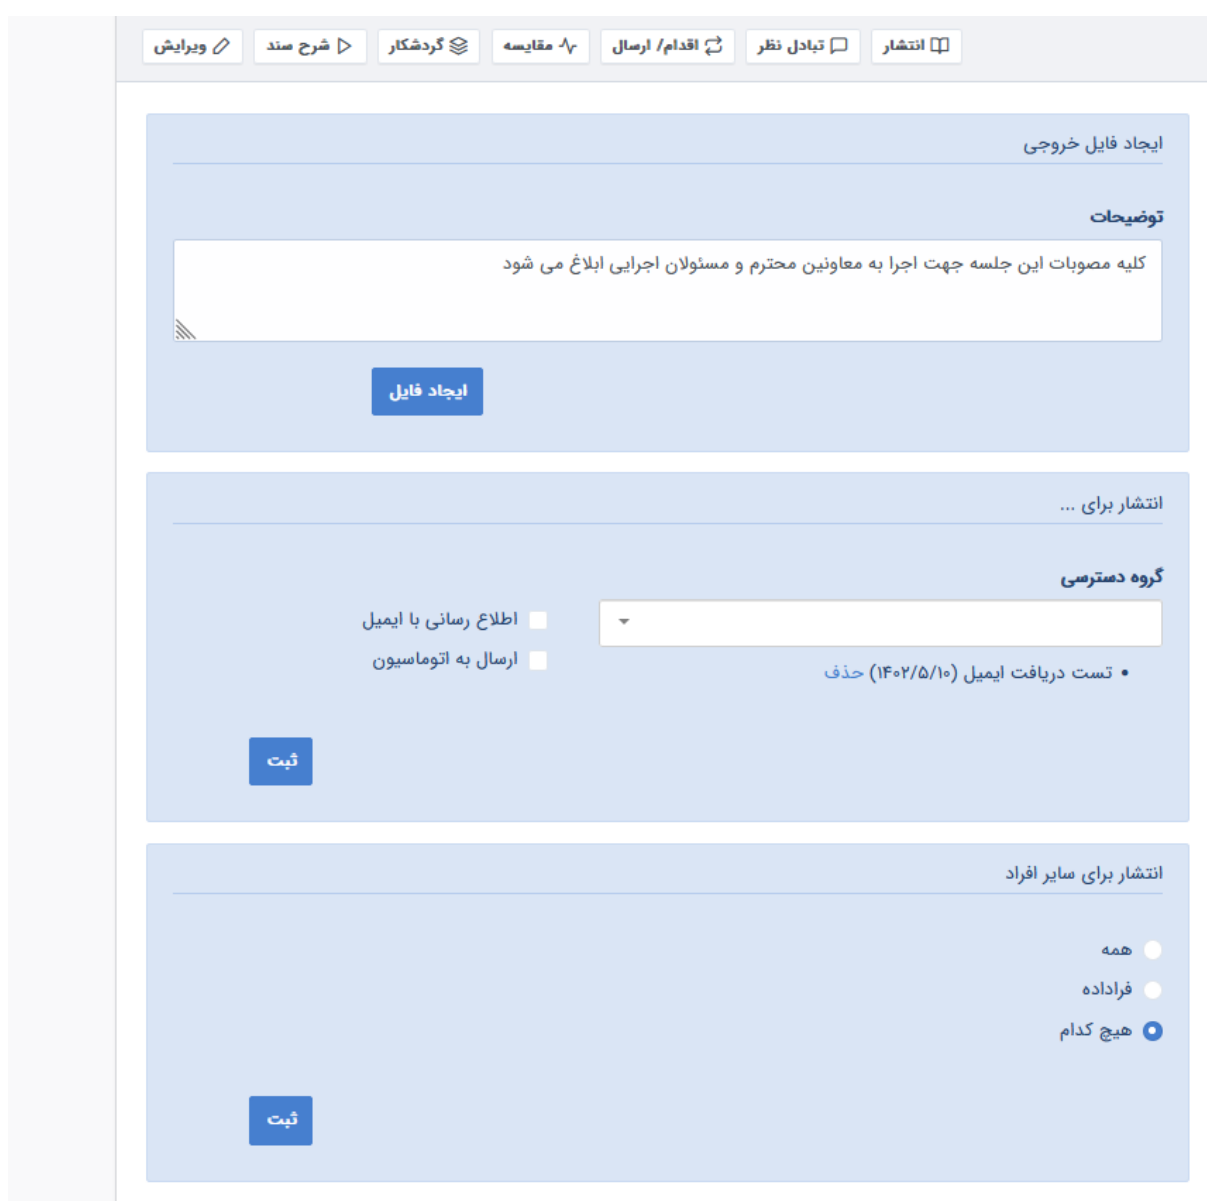 انتشار تبادل نظر اقدام/ ارسال مقایسه گردشکار شرح سند ویرایش
ایجاد فایل خروجی
توضیحات
کلیه مصوبات این جلسه جهت اجرا به معاونین محترم و مسئولان اجرایی ابلاغ می شود
ایجاد فایل
انتشار برای ...
گروه دسترسی
اطلاع رسانی با ایمیل
ارسال به اتوماسیون
• تست دریافت ایمیل (۱۴۰۲/۵/۱۰) حذف
ثبت
انتشار برای سایر افراد
همه
فراداده
هیچ کدام
ثبت